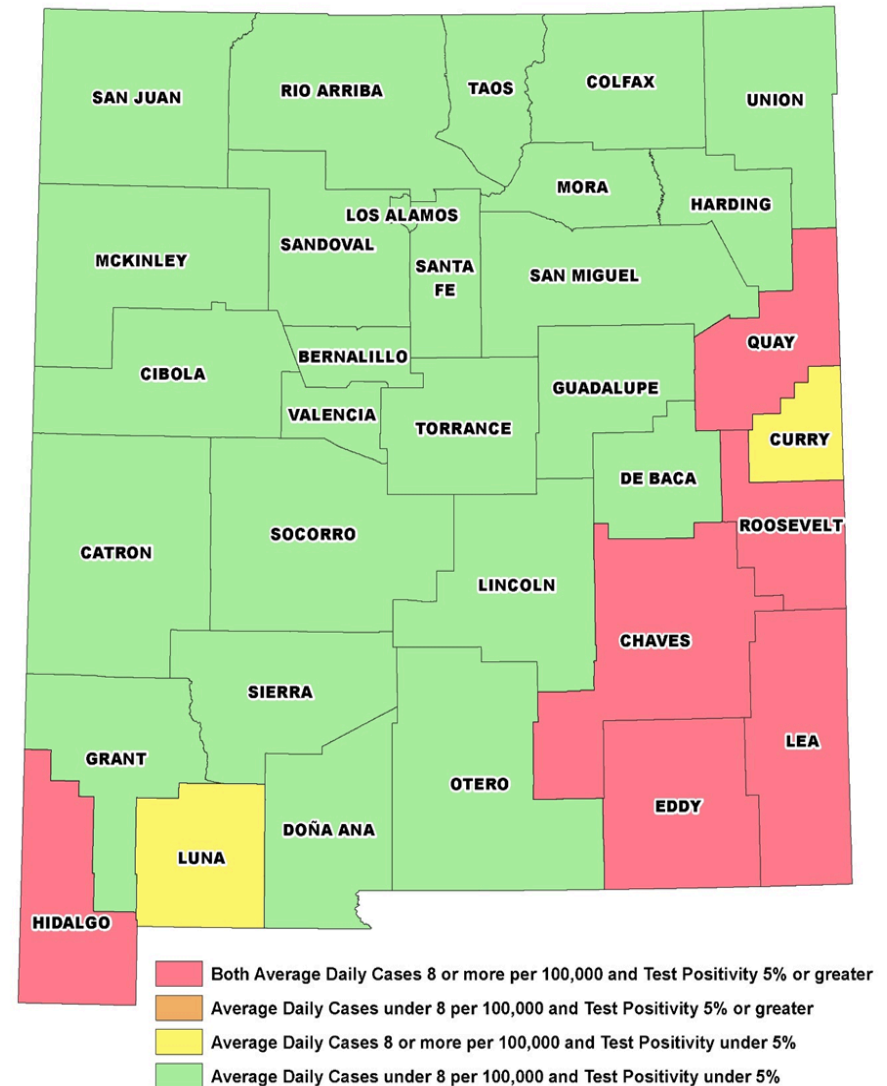 SAN JUAN
RIO ARRIBA
TAOS
COLFAX
UNION
MORA
HARDING
LOS ALAMOS
SANDOVAL
MCKINLEY
SANTA
FE
SAN MIGUEL
QUAY
BERNALILLO
CIBOLA
GUADALUPE
VALENCIA
TORRANCE
CURRY
DE BACA
ROOSEVELT
SOCORRO
CATRON
LINCOLN
CHAVES
SIERRA
LEA
GRANT
OTERO
EDDY
DOÑA ANA
LUNA
HIDALGO
Both Average Daily Cases 8 or more per 100,000 and Test Positivity 5% or greater
Average Daily Cases under 8 per 100,000 and Test Positivity 5% or greater
Average Daily Cases 8 or more per 100,000 and Test Positivity under 5%
Average Daily Cases under 8 per 100,000 and Test Positivity under 5%